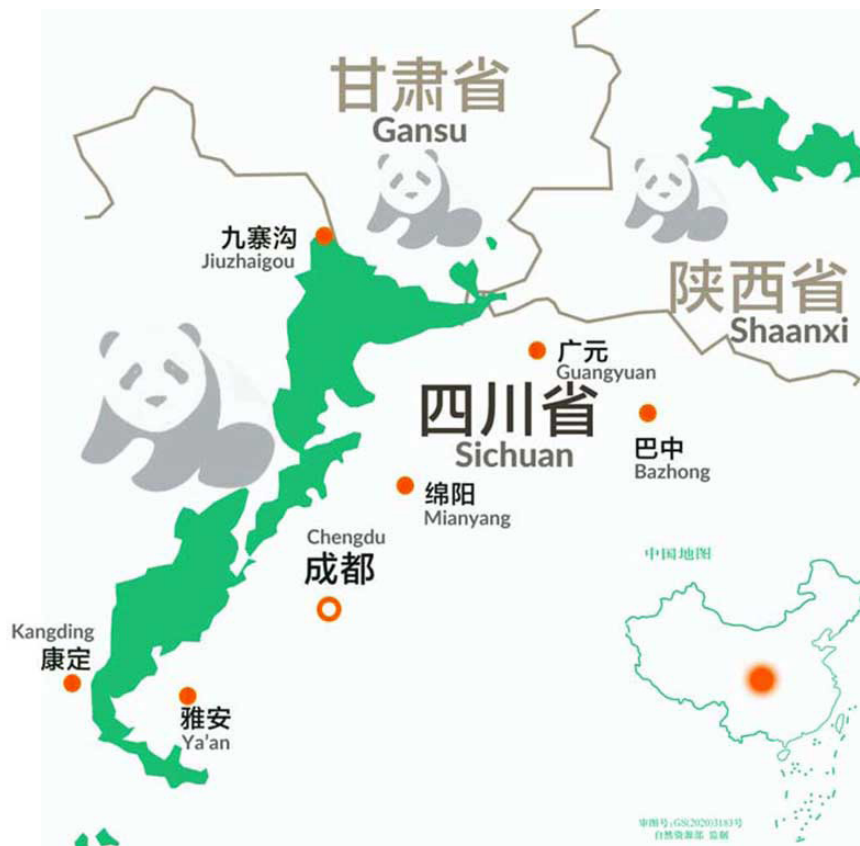 甘肃省
Gansu
九寨沟
Jiuzhaigou
陕西省
Shaanxi
广元
Guangyuan
四川省
Sichuan
巴中
Bazhong
绵阳
Mianyang
Chengdu
成都
中国地图
Kangding
康定
雅安
Ya'an
审图号:GS(2020)3183号
自然资源部 监制